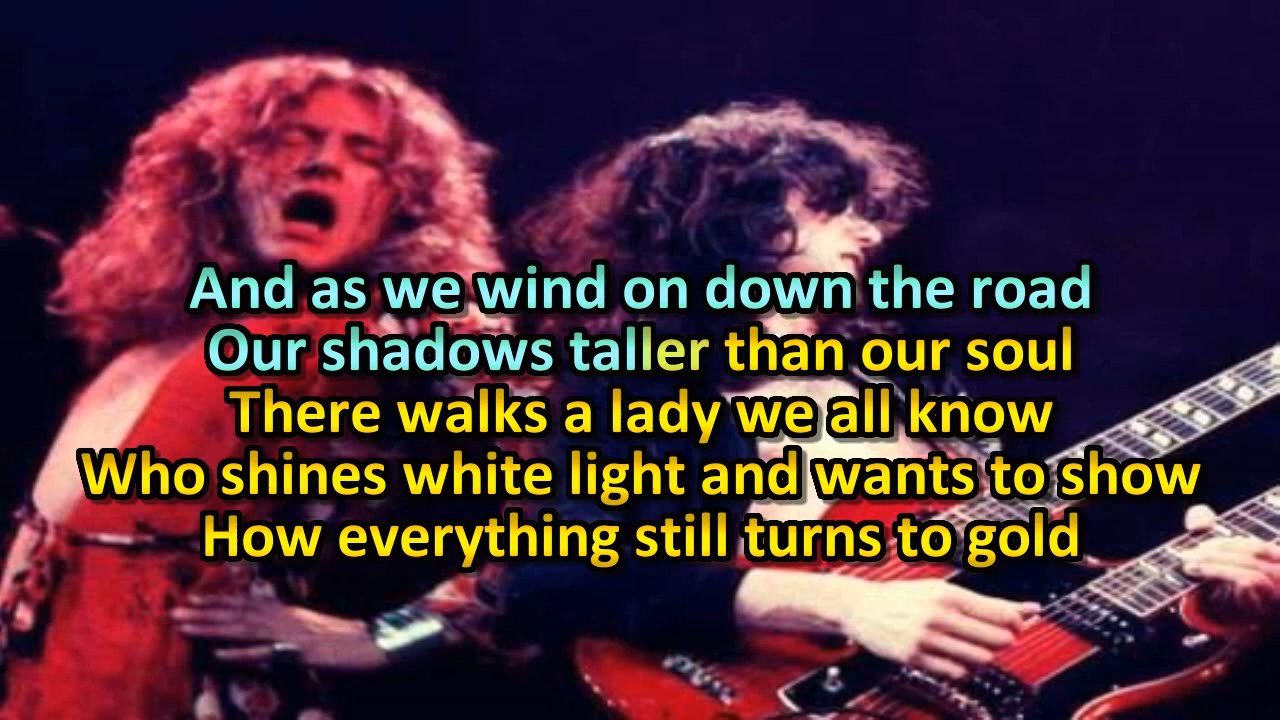 And as we wind on down the road
Our shadows taller than our soul
There walks a lady we all know
Who shines white light and wants to show
How everything still turns to gold